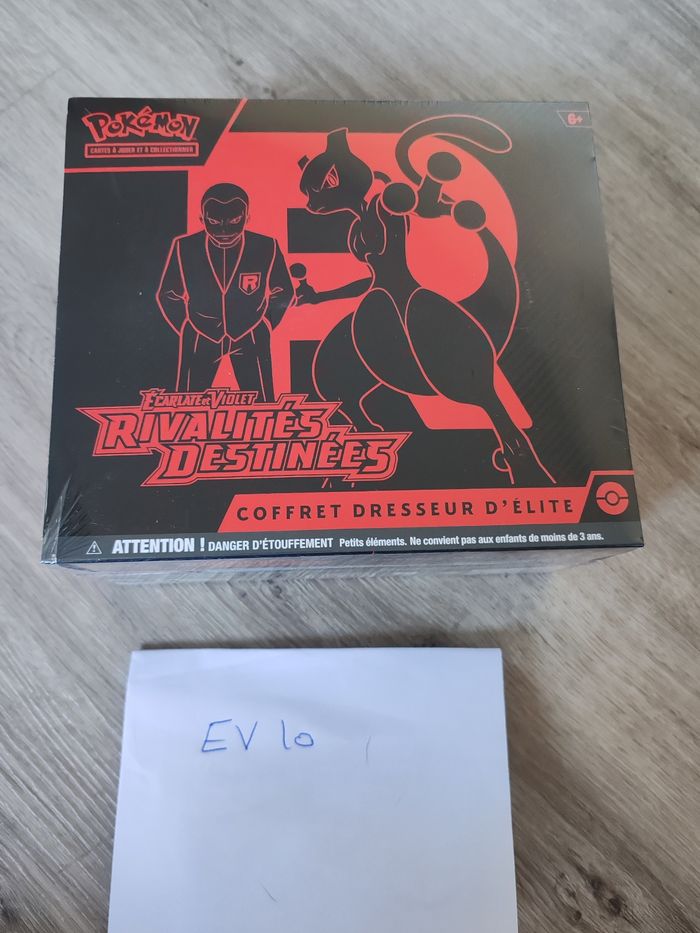 POKéMON
CARTES À JOUER ET À COLLECTIONNER
6+
R
ÉCARLATE ET VIOLET
RIVALITÉS
DESTINÉES
COFFRET DRESSEUR D'ÉLITE
ATTENTION ! DANGER D'ÉTOUFFEMENT Petits éléments. Ne convient pas aux enfants de moins de 3 ans.
EV 10